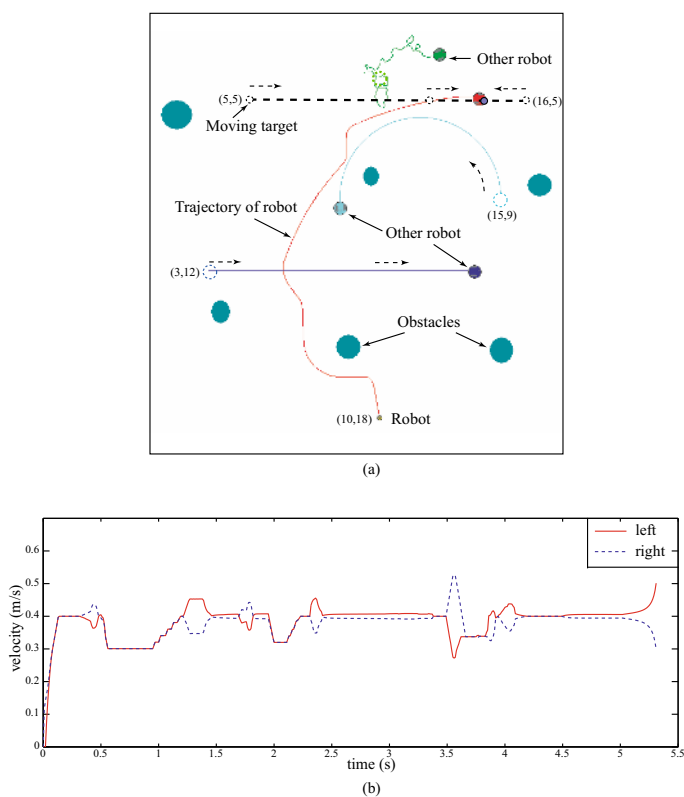 Other robot
(5,5)
(16,5)
Moving target
Trajectory of robot
(15,9)
Other robot
(3,12)
Obstacles
(10,18)
Robot
(a)
left
right
velocity (m/s)
0.6
0.5
0.4
0.3
0.2
0.1
0
0 0.5 1 1.5 2 2.5 3 3.5 4 4.5 5 5.5
time (s)
(b)